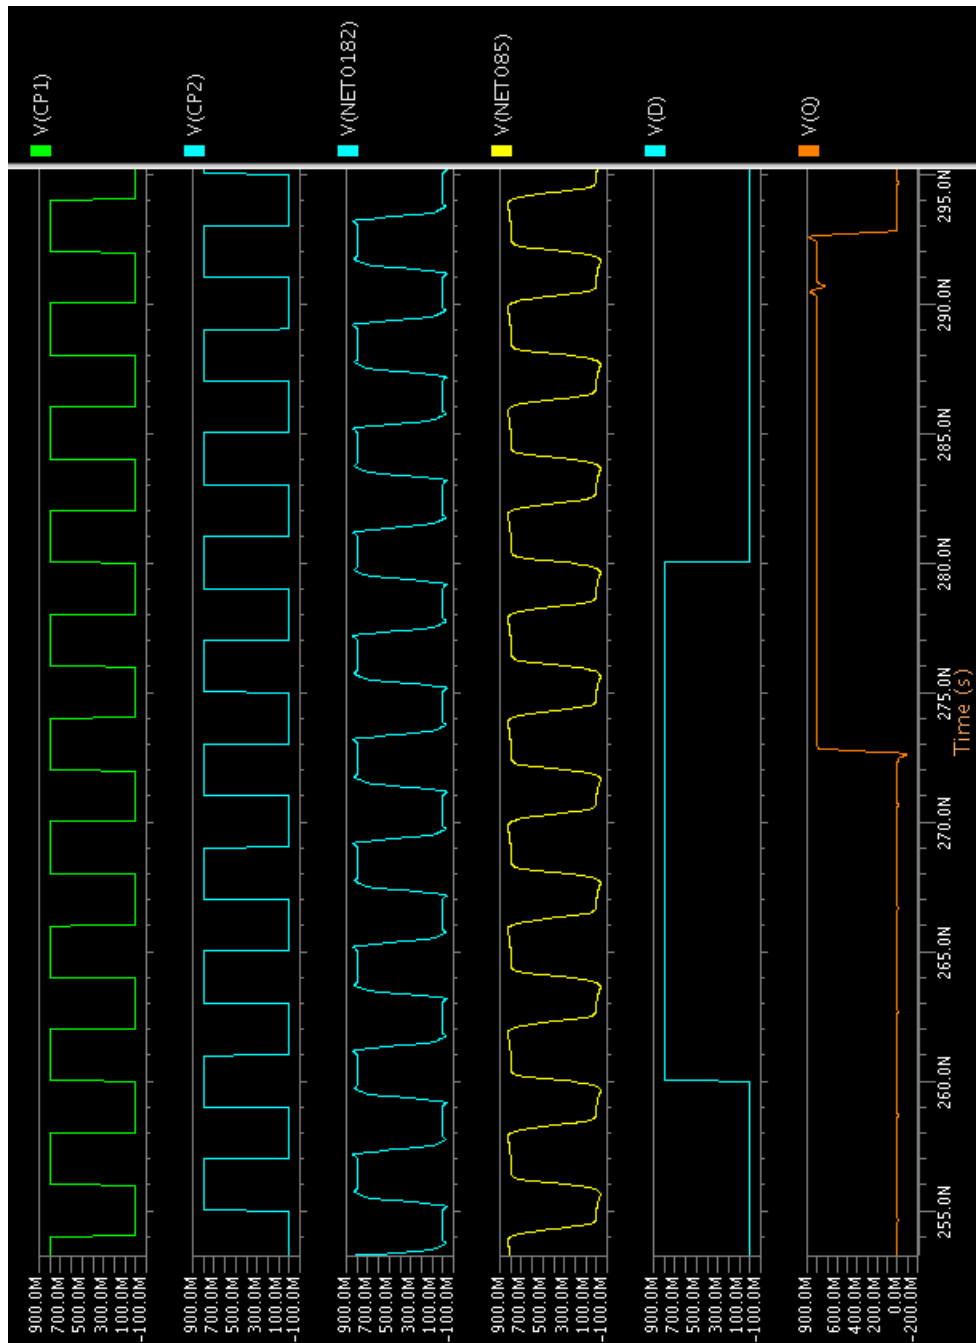 V(CP1)
900.0M
700.0M
500.0M
300.0M
100.0M
-100.0M
V(CP2)
900.0M
700.0M
500.0M
300.0M
100.0M
-100.0M
V(NET0182)
900.0M
700.0M
500.0M
300.0M
100.0M
-100.0M
V(NET085)
900.0M
700.0M
500.0M
300.0M
100.0M
-100.0M
V(D)
900.0M
700.0M
500.0M
300.0M
100.0M
-100.0M
V(Q)
900.0M
600.0M
400.0M
200.0M
0.0M
-200.0M
255.0N 260.0N 265.0N 270.0N 275.0N 280.0N 285.0N 290.0N 295.0N
Time (s)